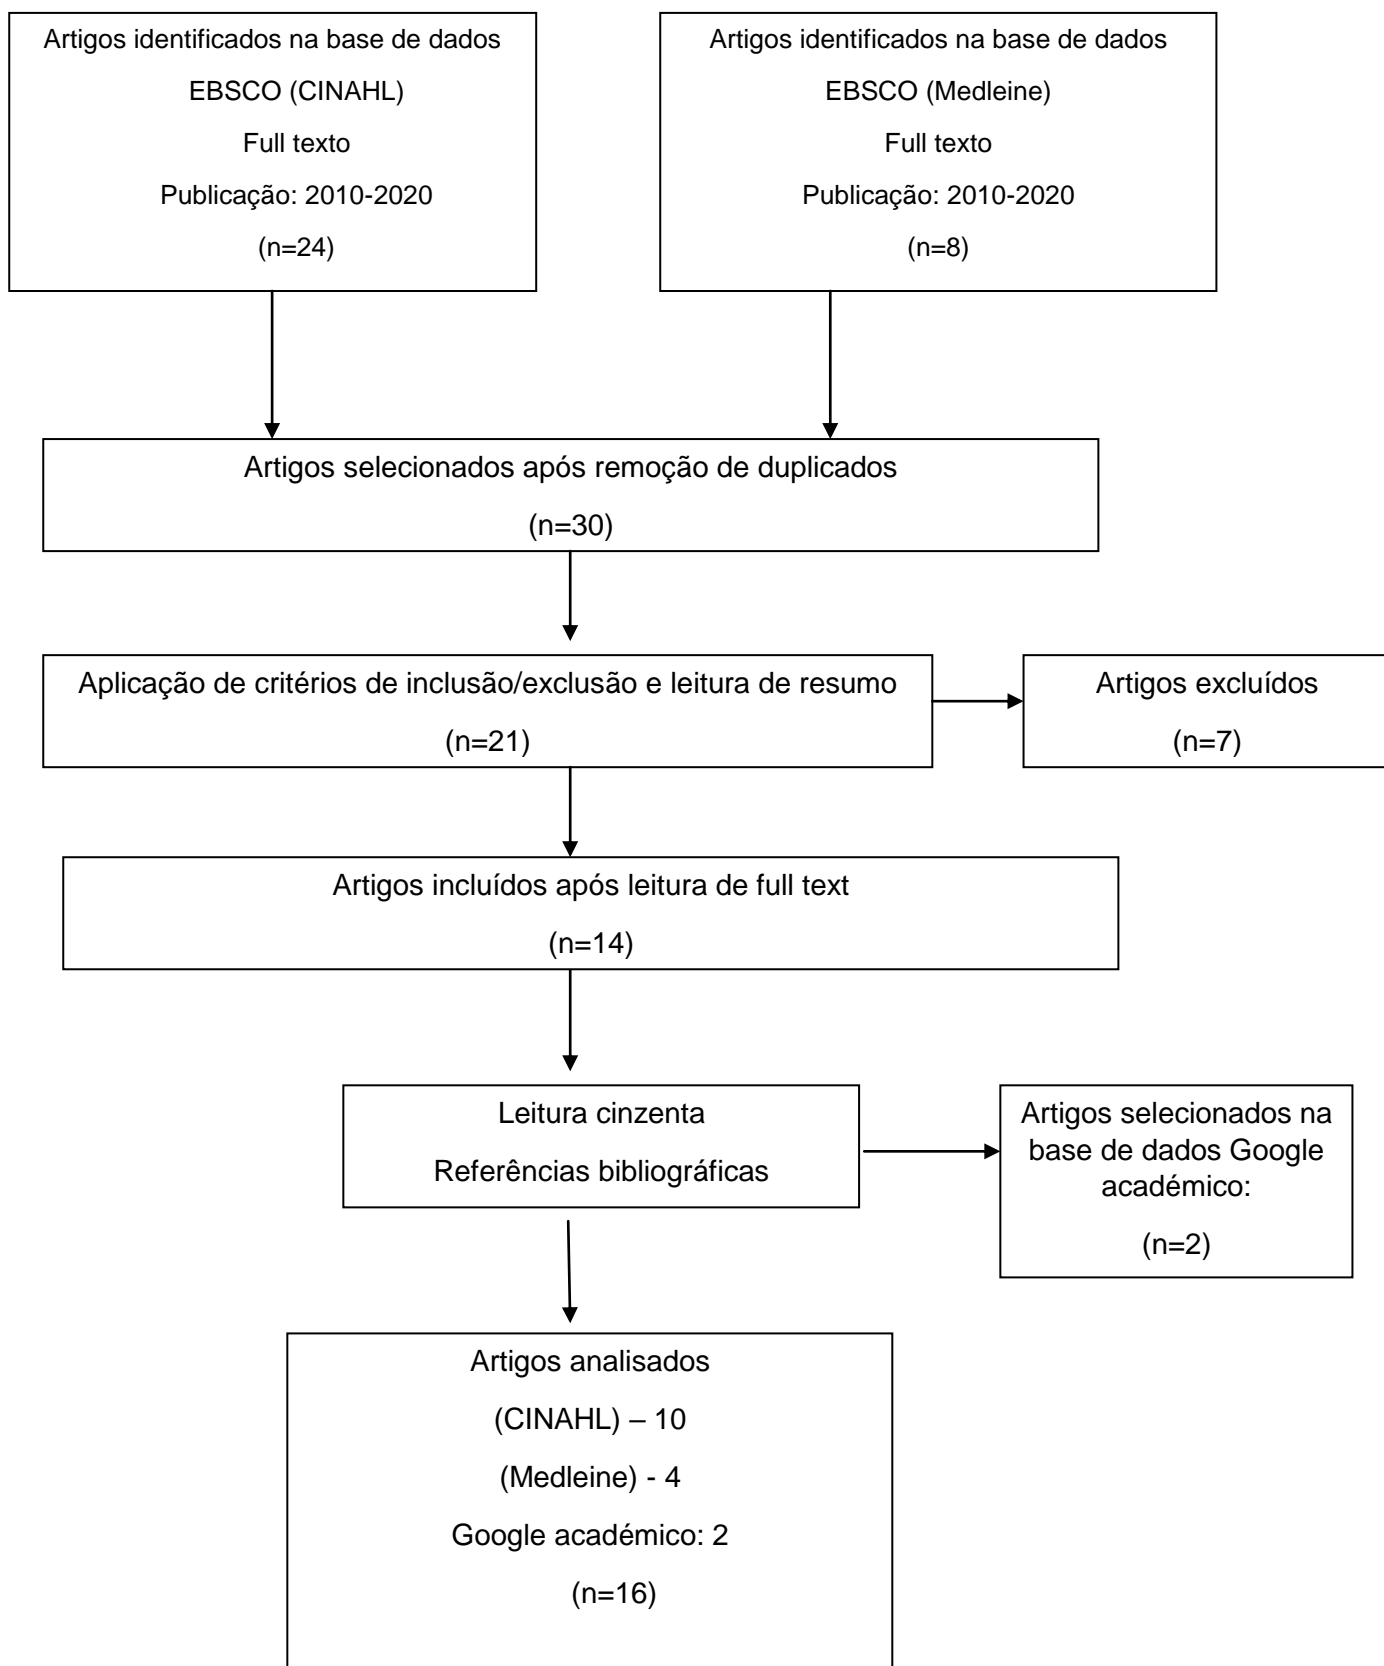 Artigos identificados na base de dados
EBSCO (CINAHL)
Full texto
Publicação: 2010-2020
(n=24)
Artigos identificados na base de dados
EBSCO (Medleine)
Full texto
Publicação: 2010-2020
(n=8)
Artigos selecionados após remoção de duplicados
(n=30)
Aplicação de critérios de inclusão/exclusão e leitura de resumo
(n=21)
Artigos excluídos
(n=7)
Artigos incluídos após leitura de full text
(n=14)
Leitura cinzenta
Referências bibliográficas
Artigos selecionados na
base de dados Google
académico:
(n=2)
Artigos analisados
(CINAHL) – 10
(Medleine) - 4
Google académico: 2
(n=16)